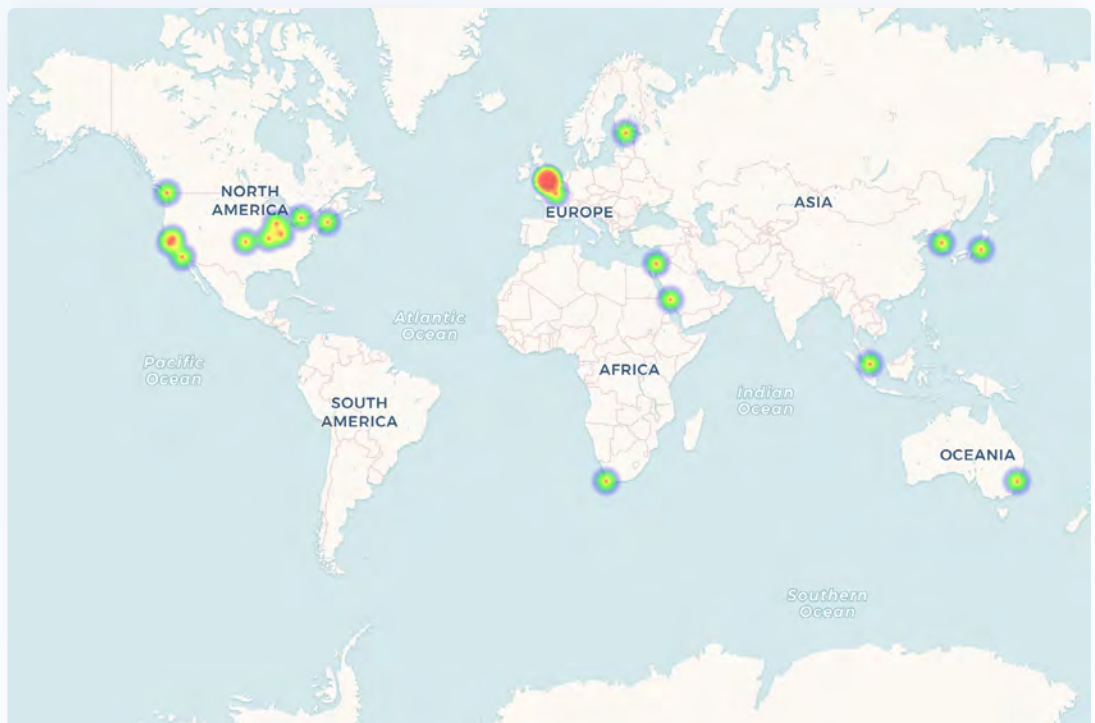 NORTH
AMERICA
EUROPE
ASIA
Atlantic
Ocean
Pacific
Ocean
AFRICA
Indian
Ocean
SOUTH
AMERICA
OCEANIA
Southern
Ocean